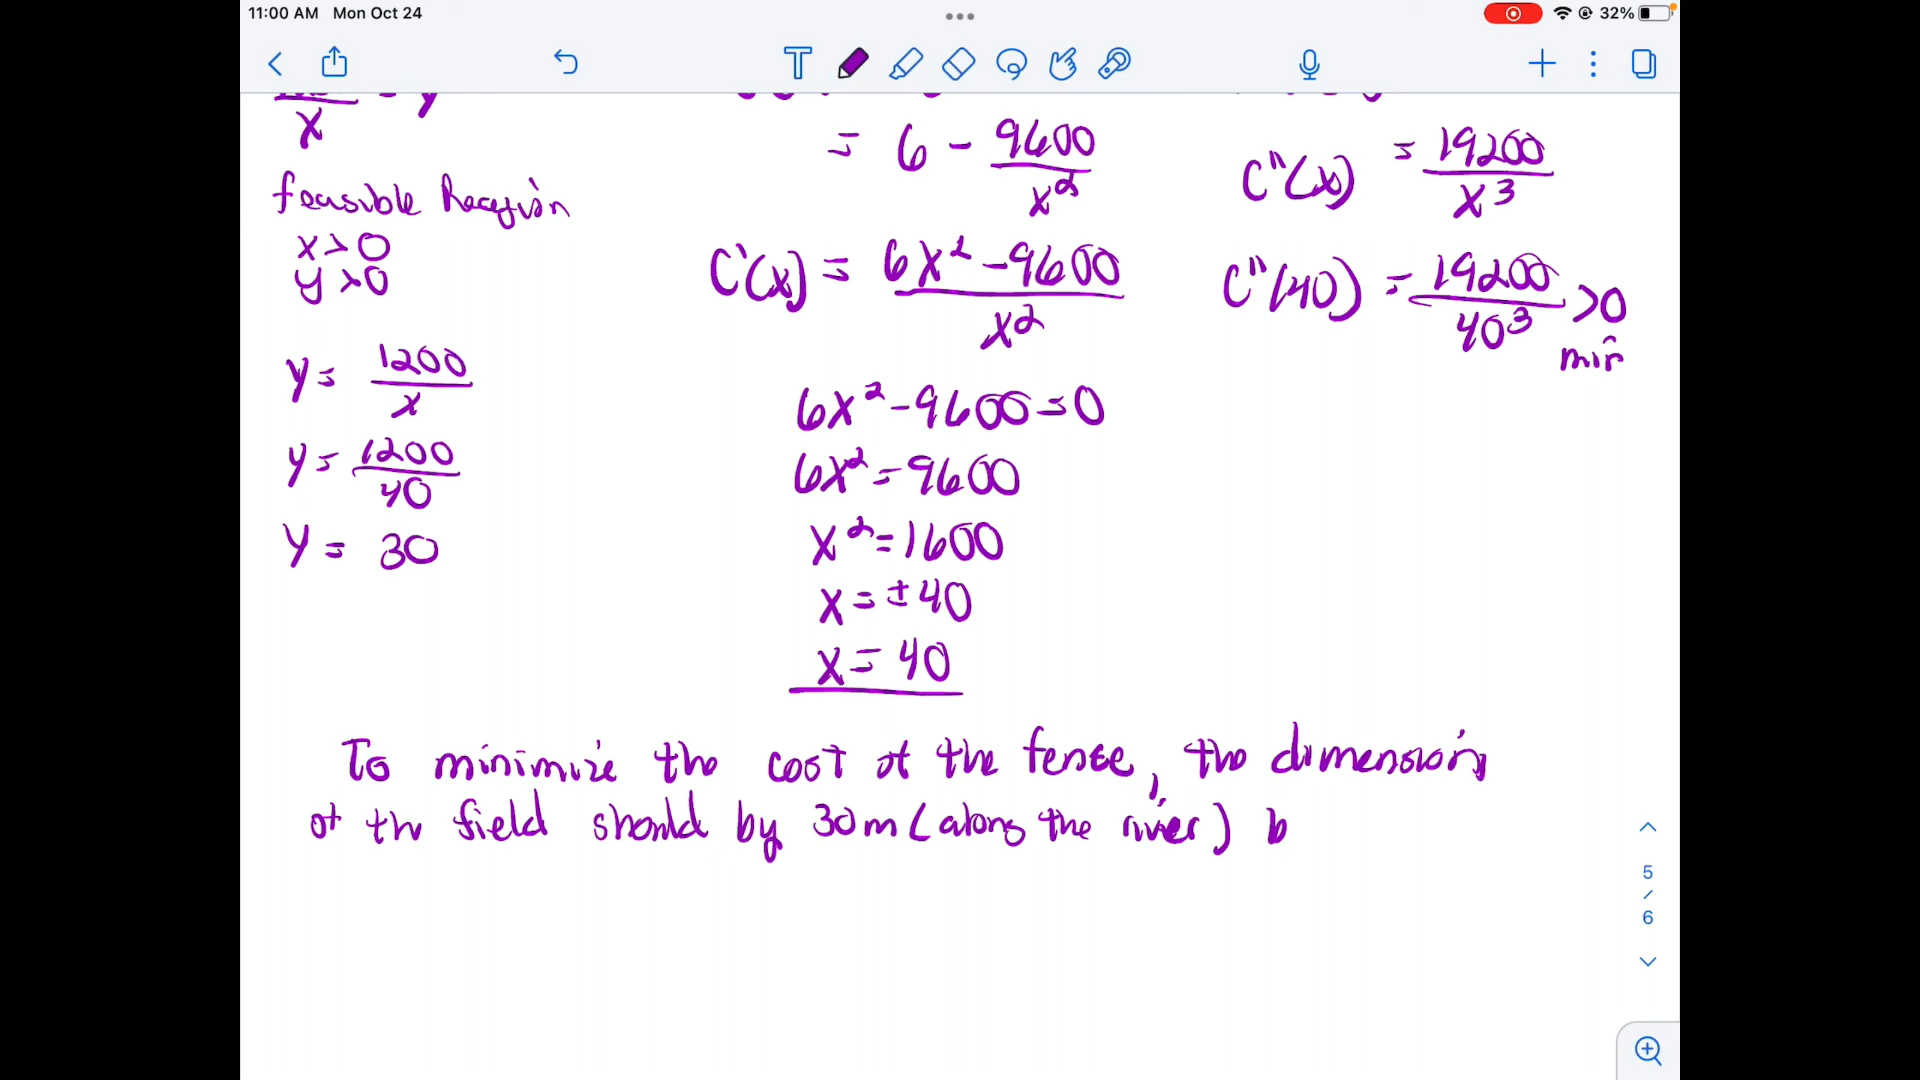 11:00 AM Mon Oct 24
32%
T
x
= y
feasible Region
x > 0
y > 0
y = 1200/x
y = 1200/40
y = 30
= 6 - 9600/x²
C'(x) = 6x² - 9600/x²
6x² - 9600 = 0
6x² = 9600
x² = 1600
x = ±40
x = 40
C"(x) = 19200/x³
C"(40) = 19200/40³ > 0
min
To minimize the cost of the fense, the dimensions
of the field should by 30m (along the river) b
5
/
6